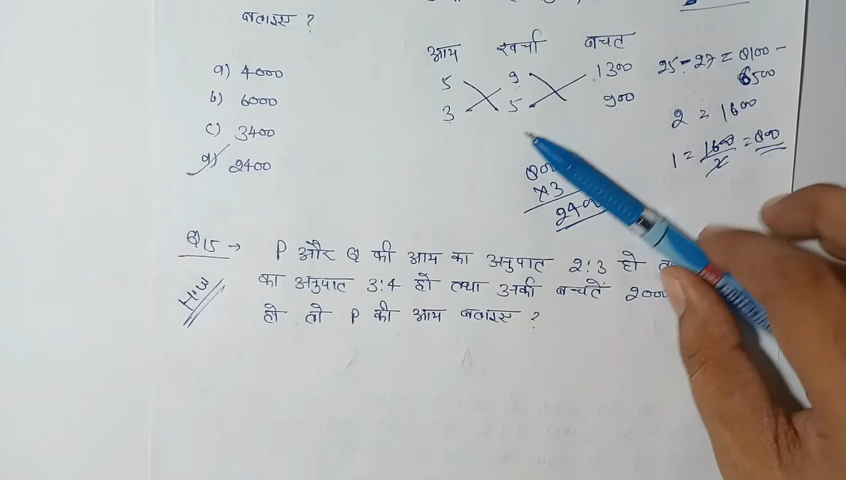 बताइए ?
a) 4000
b) 6000
c) 3400
d) 2400
आय खर्चा बचत
5 9 1300
3 5 900
25-27 = 8100 - 6500
2 = 1600
1 = 1600/2 = 800
800
×3
2400
Q15 → P और Q की आय का अनुपात 2:3 हो
H.W का अनुपात 3:4 हो तथा उनकी बचतें 2000
हो तो P की आय बताइए ?